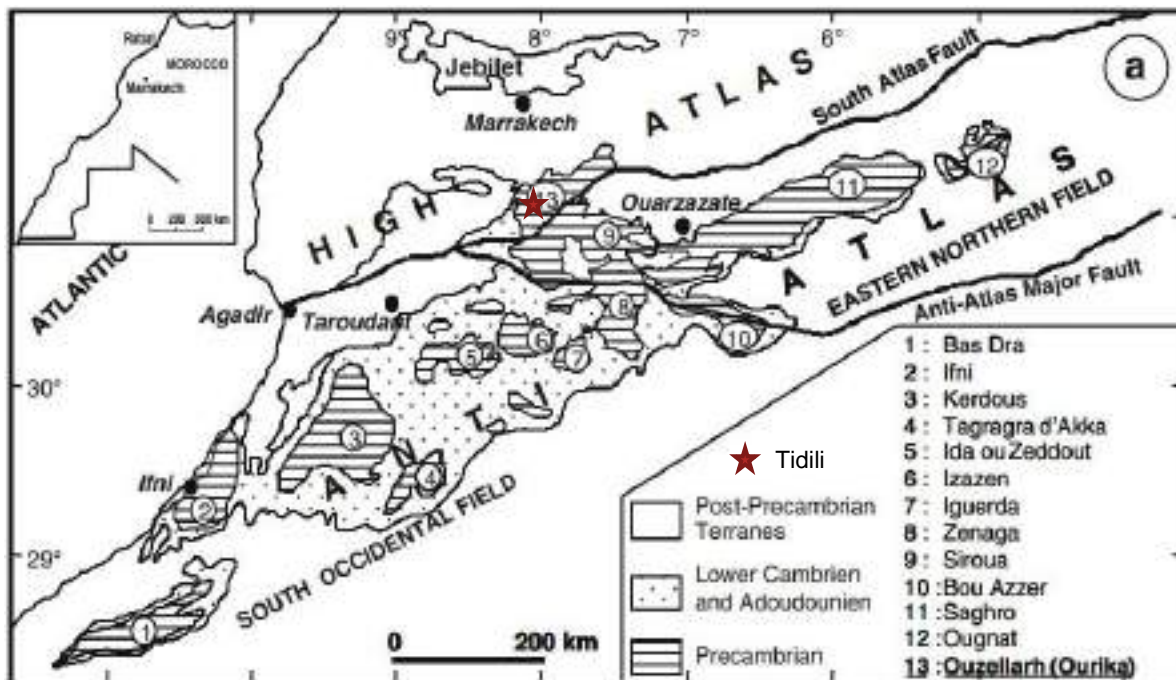 9°
8°
7°
6°
a
Rabat
MOROCCO
Marrakech
0 200 500 km
Jebilet
Marrakech
HIGH ATLAS
South Atlas Fault
12
11
13
Ouarzazate
9
ANTI ATLAS
EASTERN NORTHERN FIELD
Anti-Atlas Major Fault
ATLANTIC
Agadir
Taroudant
8
10
6
5
7
30°
3
4
Ifni
2
SOUTH OCCIDENTAL FIELD
29°
1
0 200 km
Tidili
Post-Precambrian
Terranes
Lower Cambrien
and Adoudounien
Precambrian
1 : Bas Dra
2 : Ifni
3 : Kerdous
4 : Tagragra d'Akka
5 : Ida ou Zeddout
6 : Izazen
7 : Iguerda
8 : Zenaga
9 : Siroua
10 : Bou Azzer
11 : Saghro
12 : Ougnat
13 : Ouzellarh (Ourika)